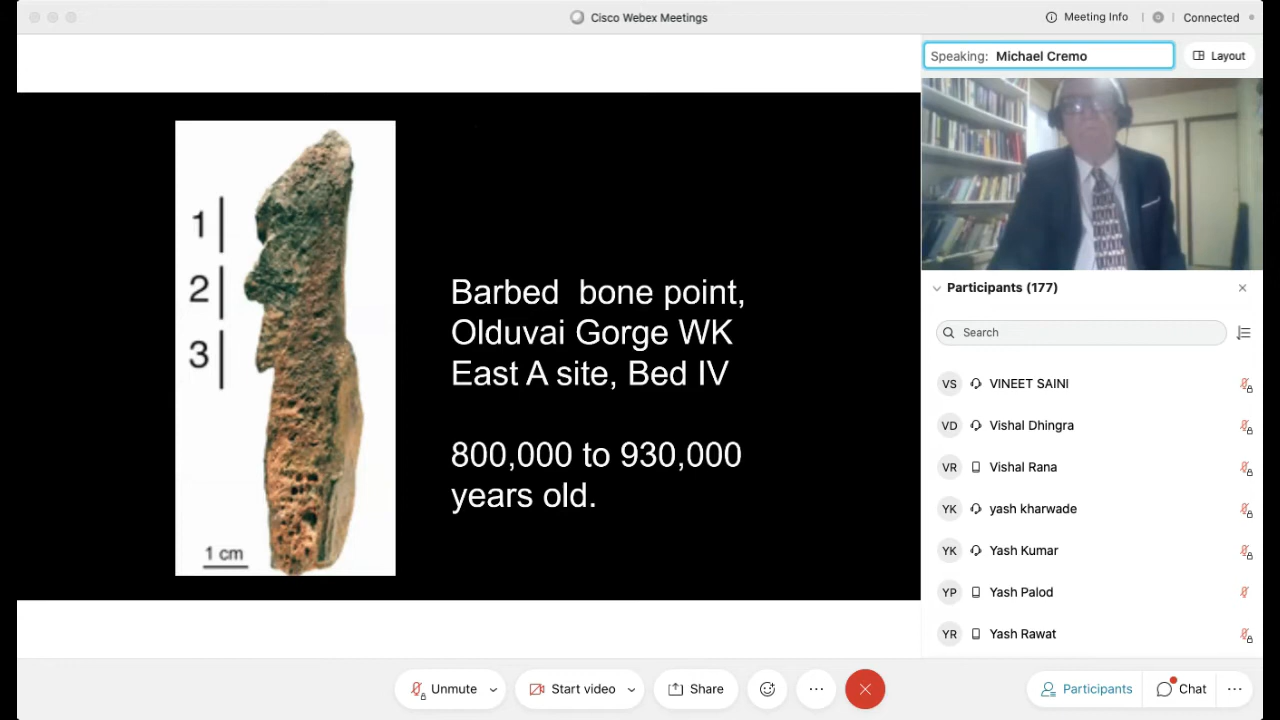 Cisco Webex Meetings
Meeting Info
Connected
Speaking: Michael Cremo
Layout
1
2
3
1 cm
Barbed bone point,
Olduvai Gorge WK
East A site, Bed IV
800,000 to 930,000
years old.
Participants (177)
Search
VS VINEET SAINI
VD Vishal Dhingra
VR Vishal Rana
YK yash kharwade
YK Yash Kumar
YP Yash Palod
YR Yash Rawat
Unmute
Start video
Share
Participants
Chat